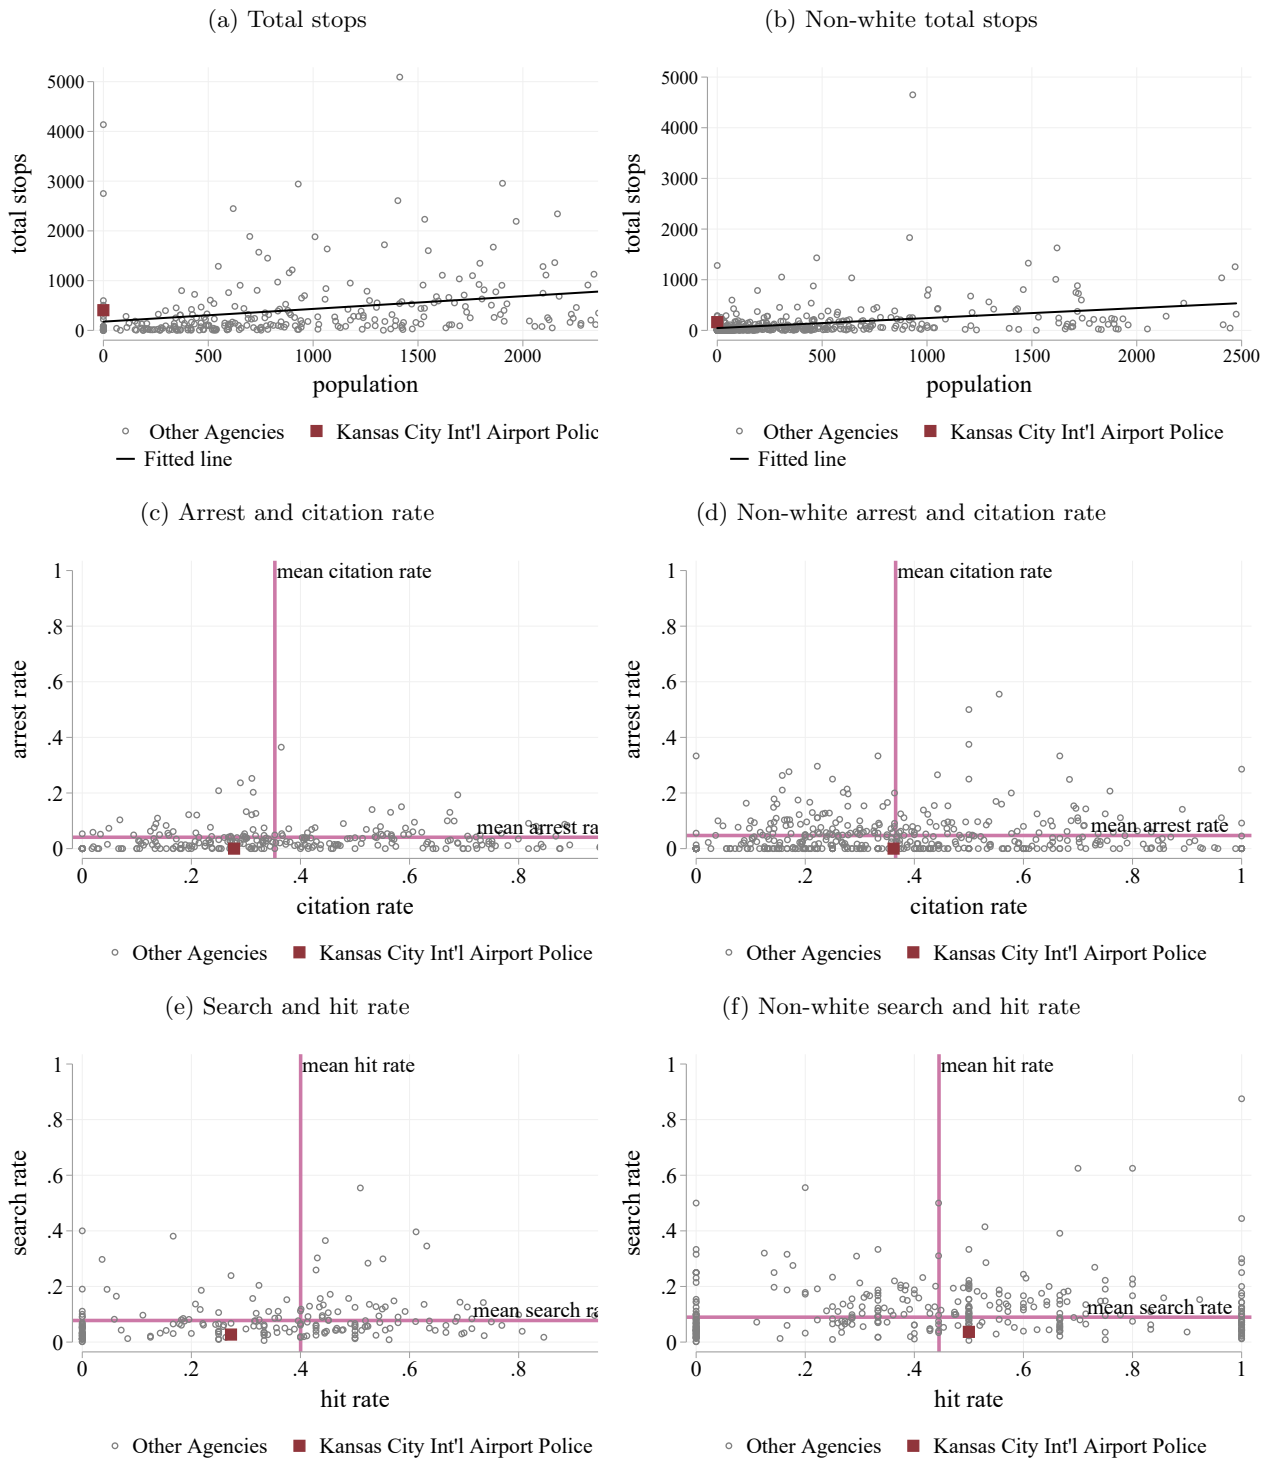 (a) Total stops
(b) Non-white total stops
5000
4000
3000
2000
1000
0
total stops
0 500 1000 1500 2000
population
Other Agencies Kansas City Int'l Airport Polic
Fitted line
5000
4000
3000
2000
1000
0
total stops
0 500 1000 1500 2000 2500
population
Other Agencies Kansas City Int'l Airport Police
Fitted line
(c) Arrest and citation rate
(d) Non-white arrest and citation rate
1
.8
.6
.4
.2
0
arrest rate
mean citation rate
mean arrest ra
0 .2 .4 .6 .8
citation rate
Other Agencies Kansas City Int'l Airport Police
1
.8
.6
.4
.2
0
arrest rate
mean citation rate
mean arrest rate
0 .2 .4 .6 .8 1
citation rate
Other Agencies Kansas City Int'l Airport Police
(e) Search and hit rate
(f) Non-white search and hit rate
1
.8
.6
.4
.2
0
search rate
mean hit rate
mean search ra
0 .2 .4 .6 .8
hit rate
Other Agencies Kansas City Int'l Airport Police
1
.8
.6
.4
.2
0
search rate
mean hit rate
mean search rate
0 .2 .4 .6 .8 1
hit rate
Other Agencies Kansas City Int'l Airport Police